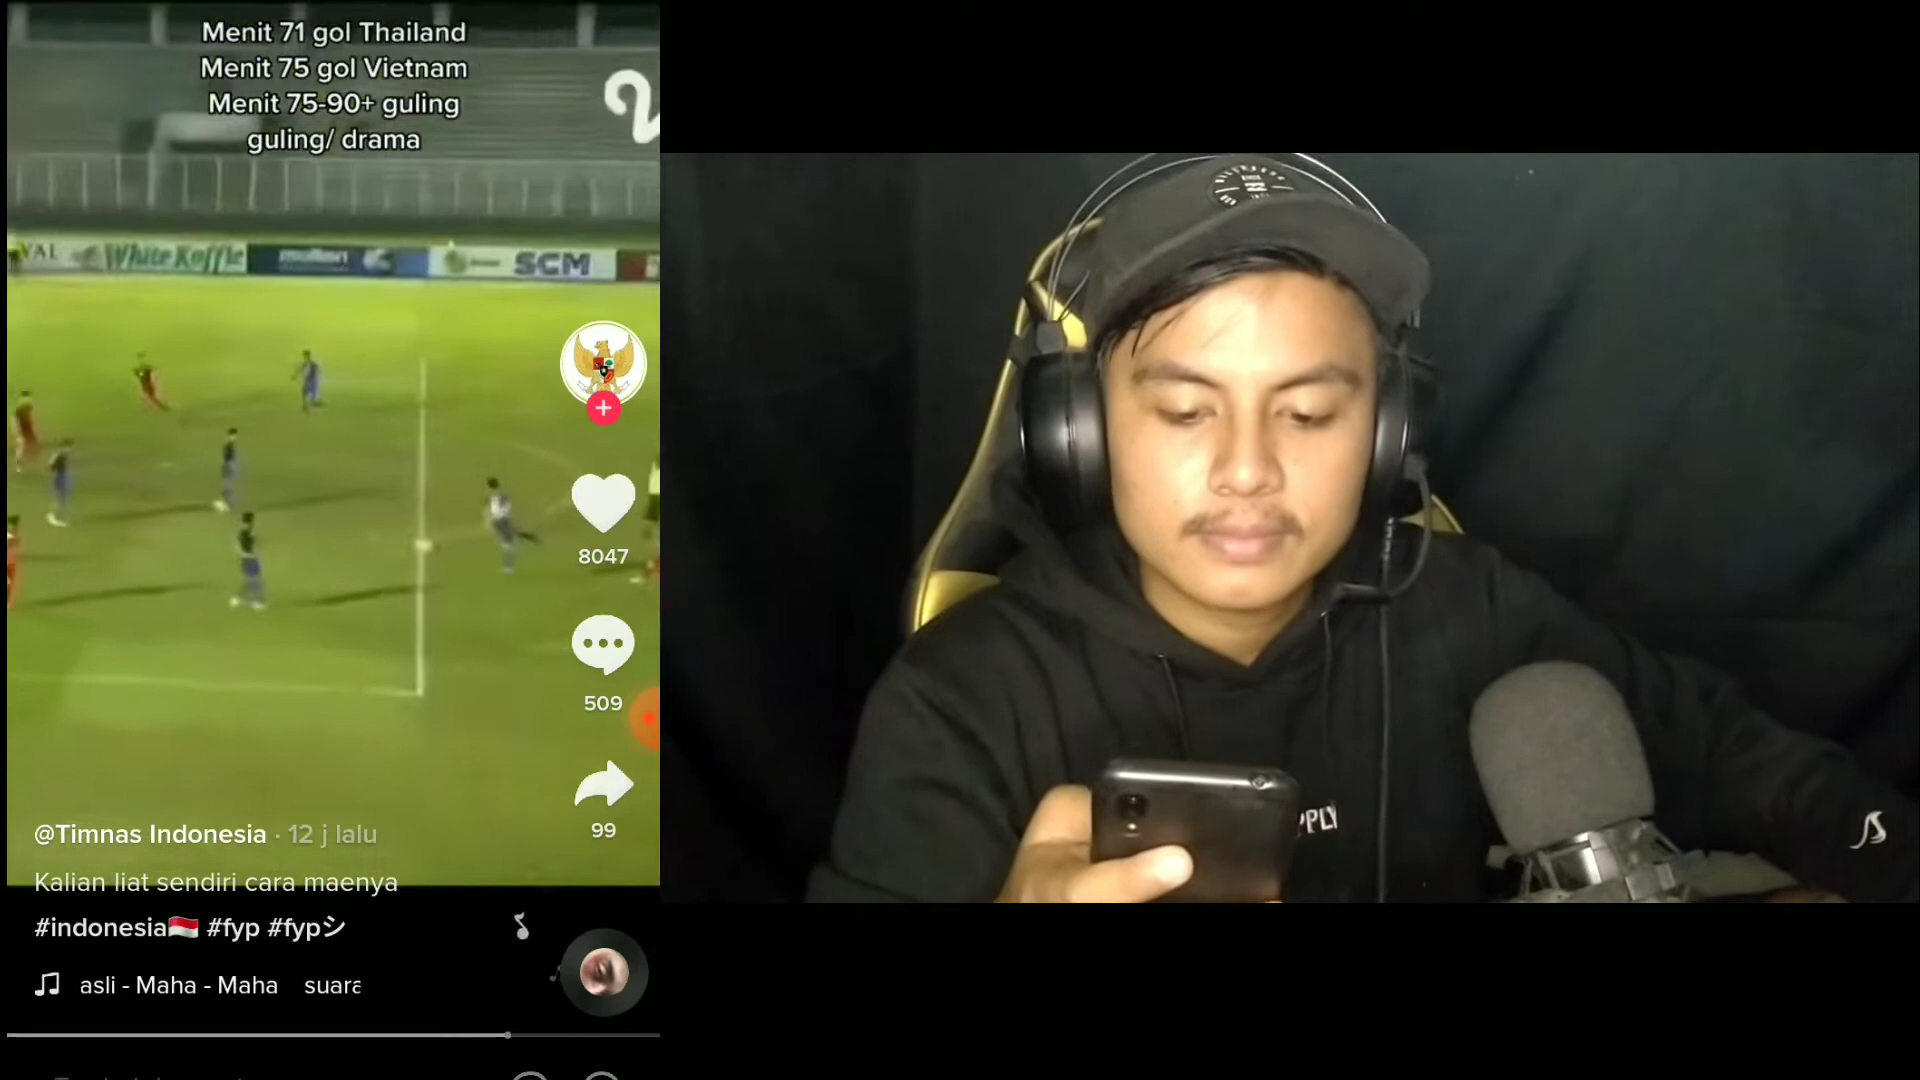 Menit 71 gol Thailand
Menit 75 gol Vietnam
Menit 75-90+ guling
guling/ drama
White Koffie
molten
SCM
8047
509
99
@Timnas Indonesia · 12 j lalu
Kalian liat sendiri cara maenya
#indonesia🇮🇩 #fyp #fypシ
asli - Maha - Maha suara
PPLY